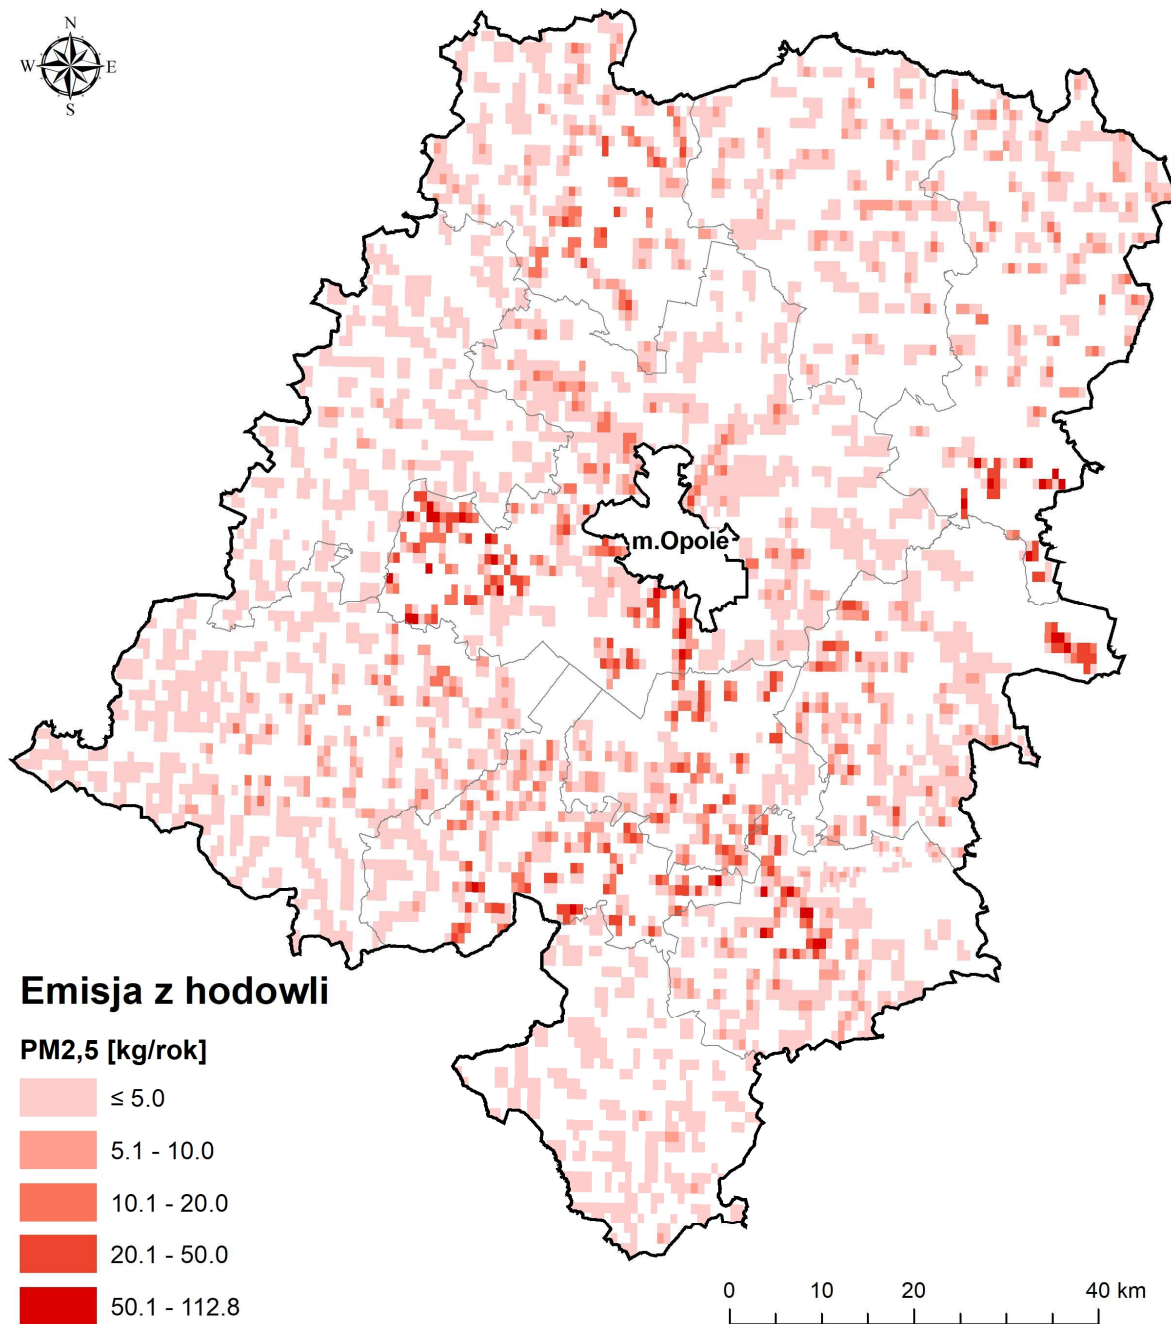 N
W E
S
m.Opole
Emisja z hodowli
PM2,5 [kg/rok]
≤ 5.0
5.1 - 10.0
10.1 - 20.0
20.1 - 50.0
50.1 - 112.8
0 10 20 40 km